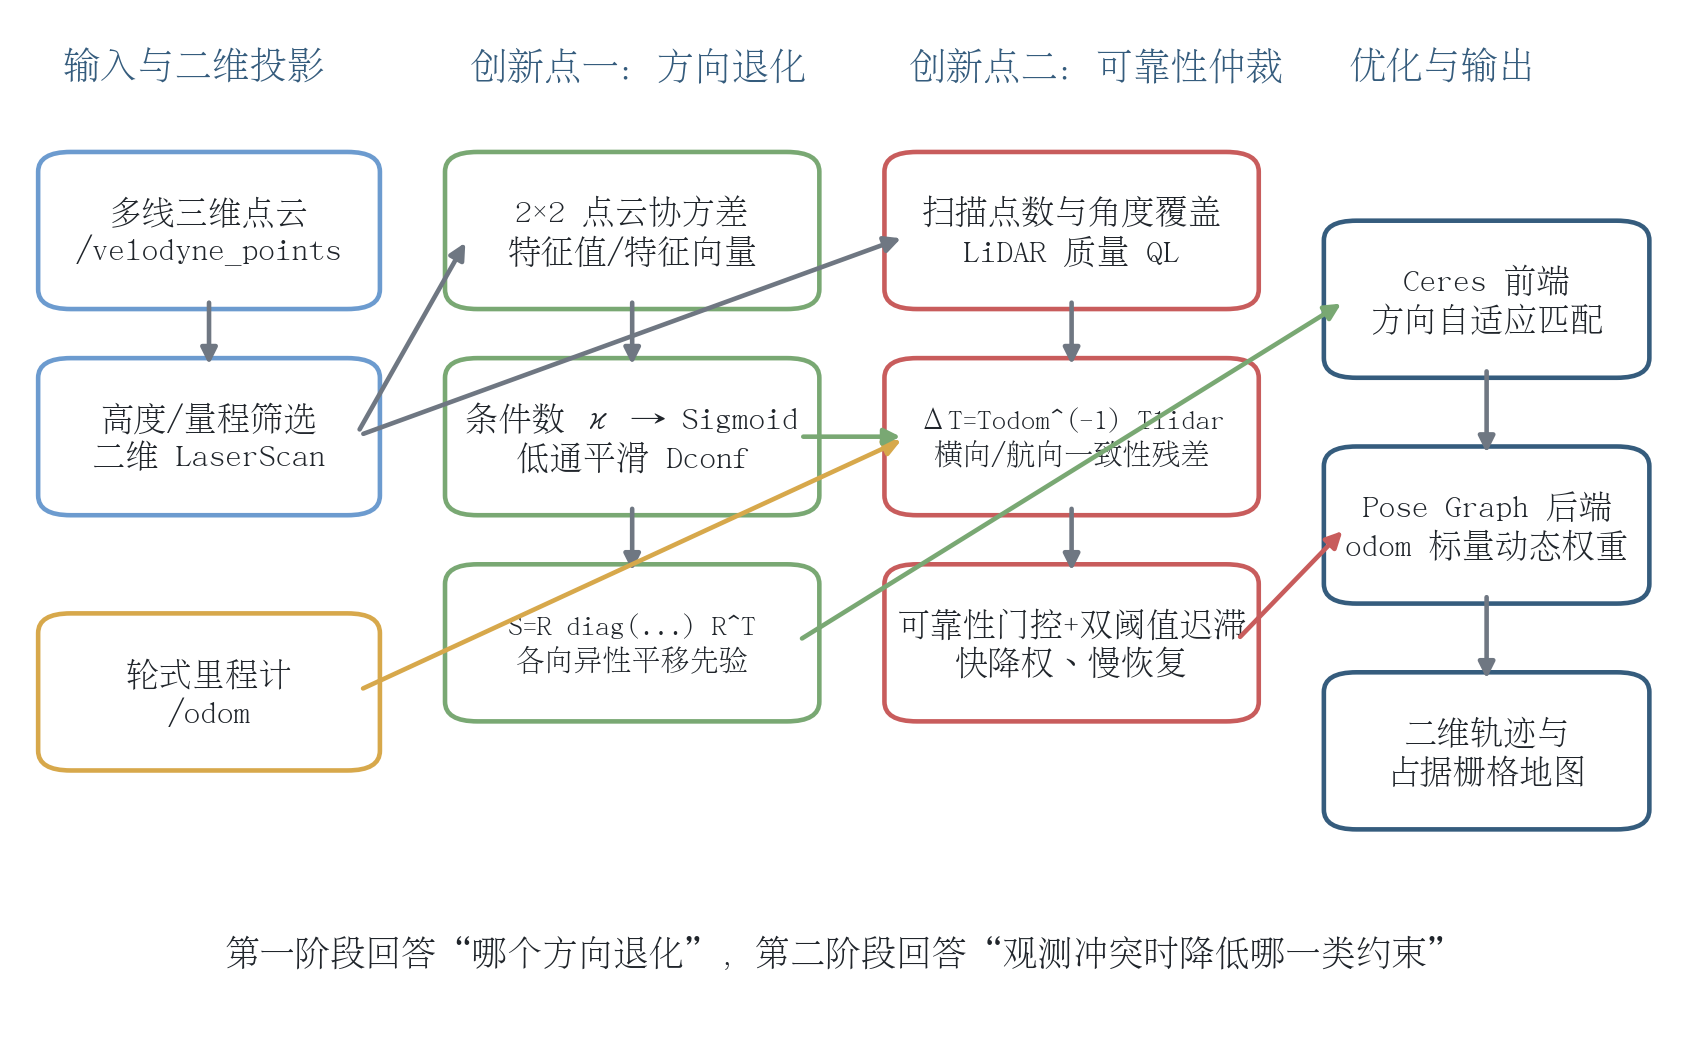 输入与二维投影
创新点一：方向退化
创新点二：可靠性仲裁
优化与输出
多线三维点云
/velodyne_points
高度/量程筛选
二维 LaserScan
轮式里程计
/odom
2×2 点云协方差
特征值/特征向量
条件数 ϰ → Sigmoid
低通平滑 Dconf
S=R diag(...) R^T
各向异性平移先验
扫描点数与角度覆盖
LiDAR 质量 QL
ΔT=Todom^(-1) Tlidar
横向/航向一致性残差
可靠性门控+双阈值迟滞
快降权、慢恢复
Ceres 前端
方向自适应匹配
Pose Graph 后端
odom 标量动态权重
二维轨迹与
占据栅格地图
第一阶段回答“哪个方向退化”，第二阶段回答“观测冲突时降低哪一类约束”